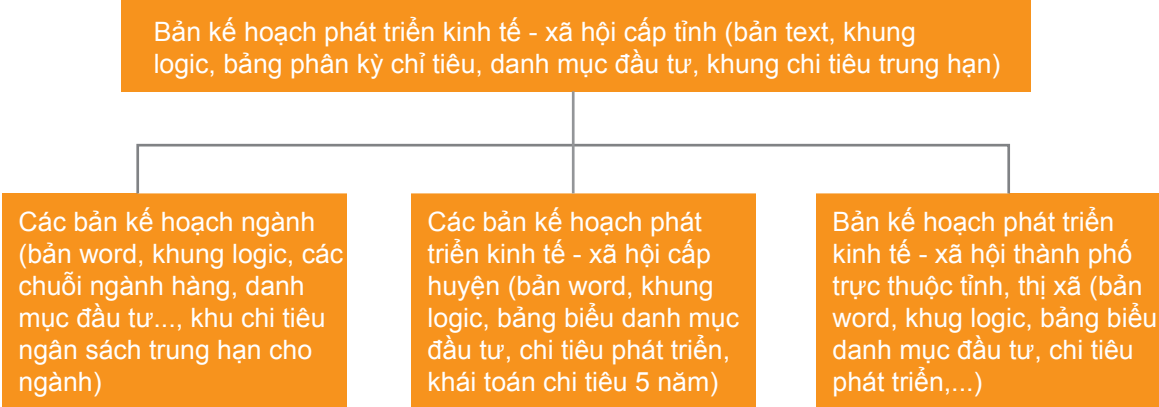 Bản kế hoạch phát triển kinh tế - xã hội cấp tỉnh (bản text, khung
logic, bảng phân kỳ chỉ tiêu, danh mục đầu tư, khung chi tiêu trung hạn)
Các bản kế hoạch ngành
(bản word, khung logic, các
chuỗi ngành hàng, danh
mục đầu tư..., khu chi tiêu
ngân sách trung hạn cho
ngành)
Các bản kế hoạch phát
triển kinh tế - xã hội cấp
huyện (bản word, khung
logic, bảng biểu danh mục
đầu tư, chi tiêu phát triển,
khái toán chi tiêu 5 năm)
Bản kế hoạch phát triển
kinh tế - xã hội thành phố
trực thuộc tỉnh, thị xã (bản
word, khug logic, bảng biểu
danh mục đầu tư, chi tiêu
phát triển,...)